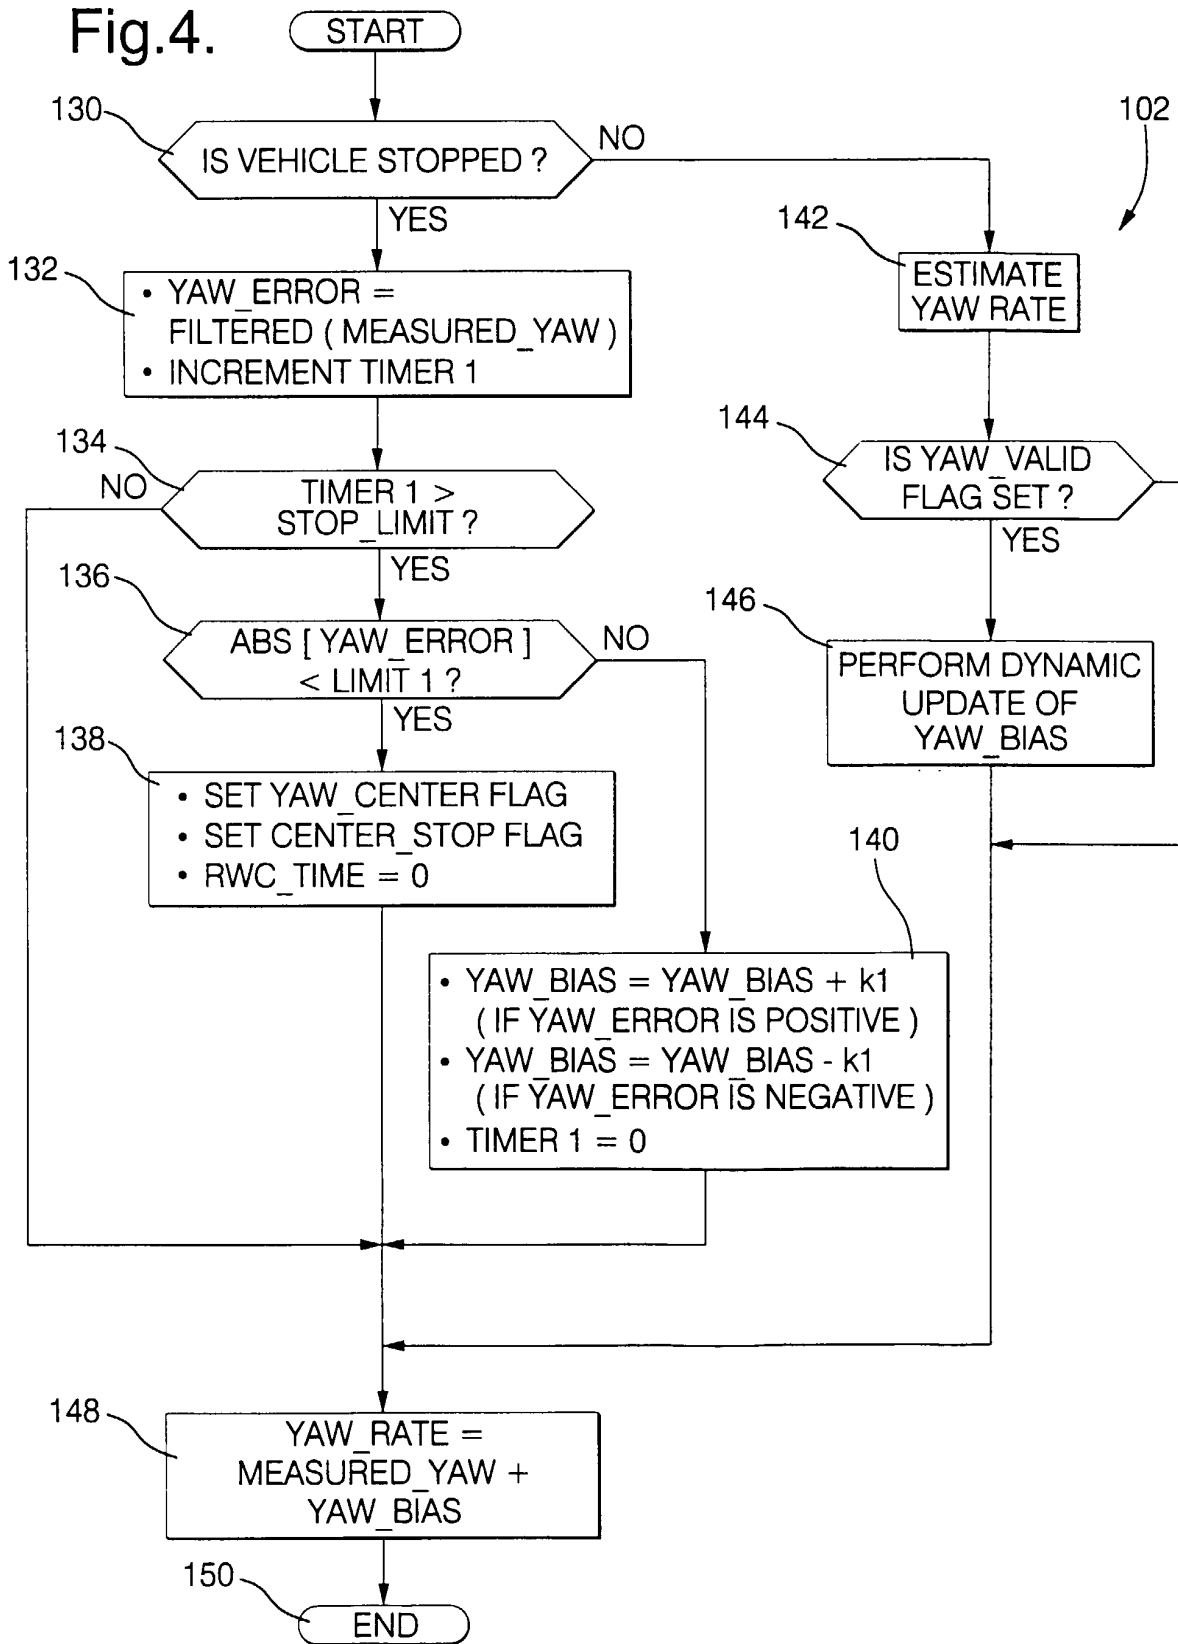 Fig.4.
START
130
IS VEHICLE STOPPED ?
NO
YES
102
132
• YAW_ERROR =
FILTERED ( MEASURED_YAW )
• INCREMENT TIMER 1
142
ESTIMATE
YAW RATE
134
NO
TIMER 1 >
STOP_LIMIT ?
YES
144
IS YAW_VALID
FLAG SET ?
YES
136
ABS [ YAW_ERROR ]
< LIMIT 1 ?
NO
YES
146
PERFORM DYNAMIC
UPDATE OF
YAW_BIAS
138
• SET YAW_CENTER FLAG
• SET CENTER_STOP FLAG
• RWC_TIME = 0
140
• YAW_BIAS = YAW_BIAS + k1
( IF YAW_ERROR IS POSITIVE )
• YAW_BIAS = YAW_BIAS - k1
( IF YAW_ERROR IS NEGATIVE )
• TIMER 1 = 0
148
YAW_RATE =
MEASURED_YAW +
YAW_BIAS
150
END